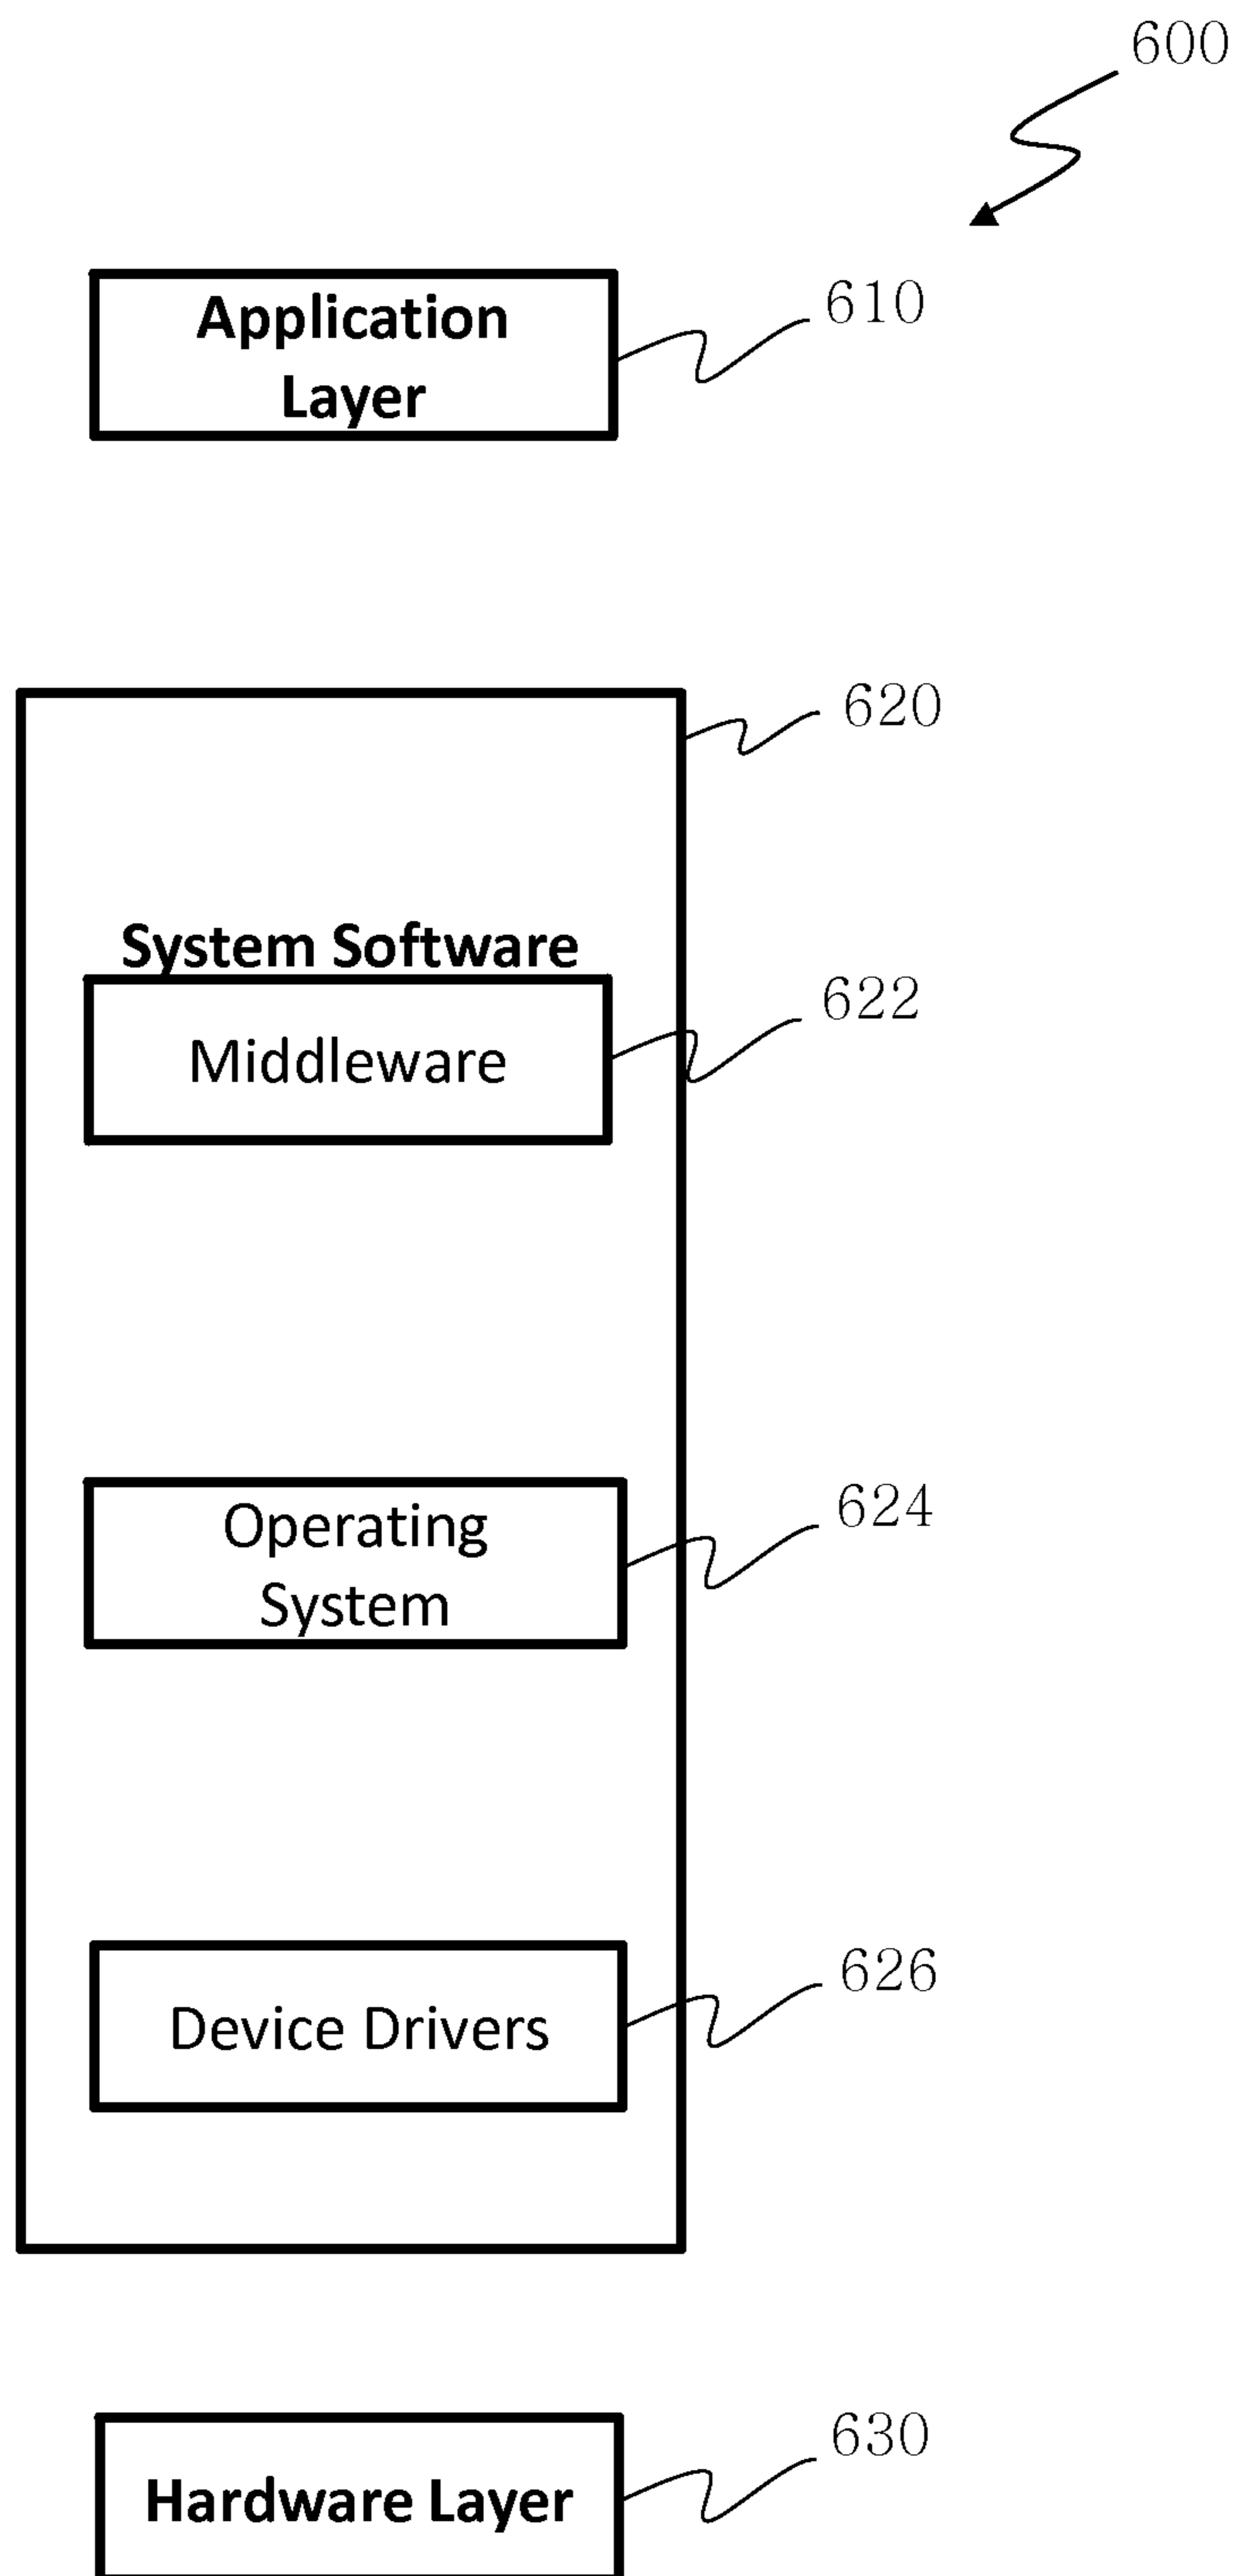 600
Application
Layer
610
620
System Software
Middleware
622
Operating
System
624
Device Drivers
626
Hardware Layer
630